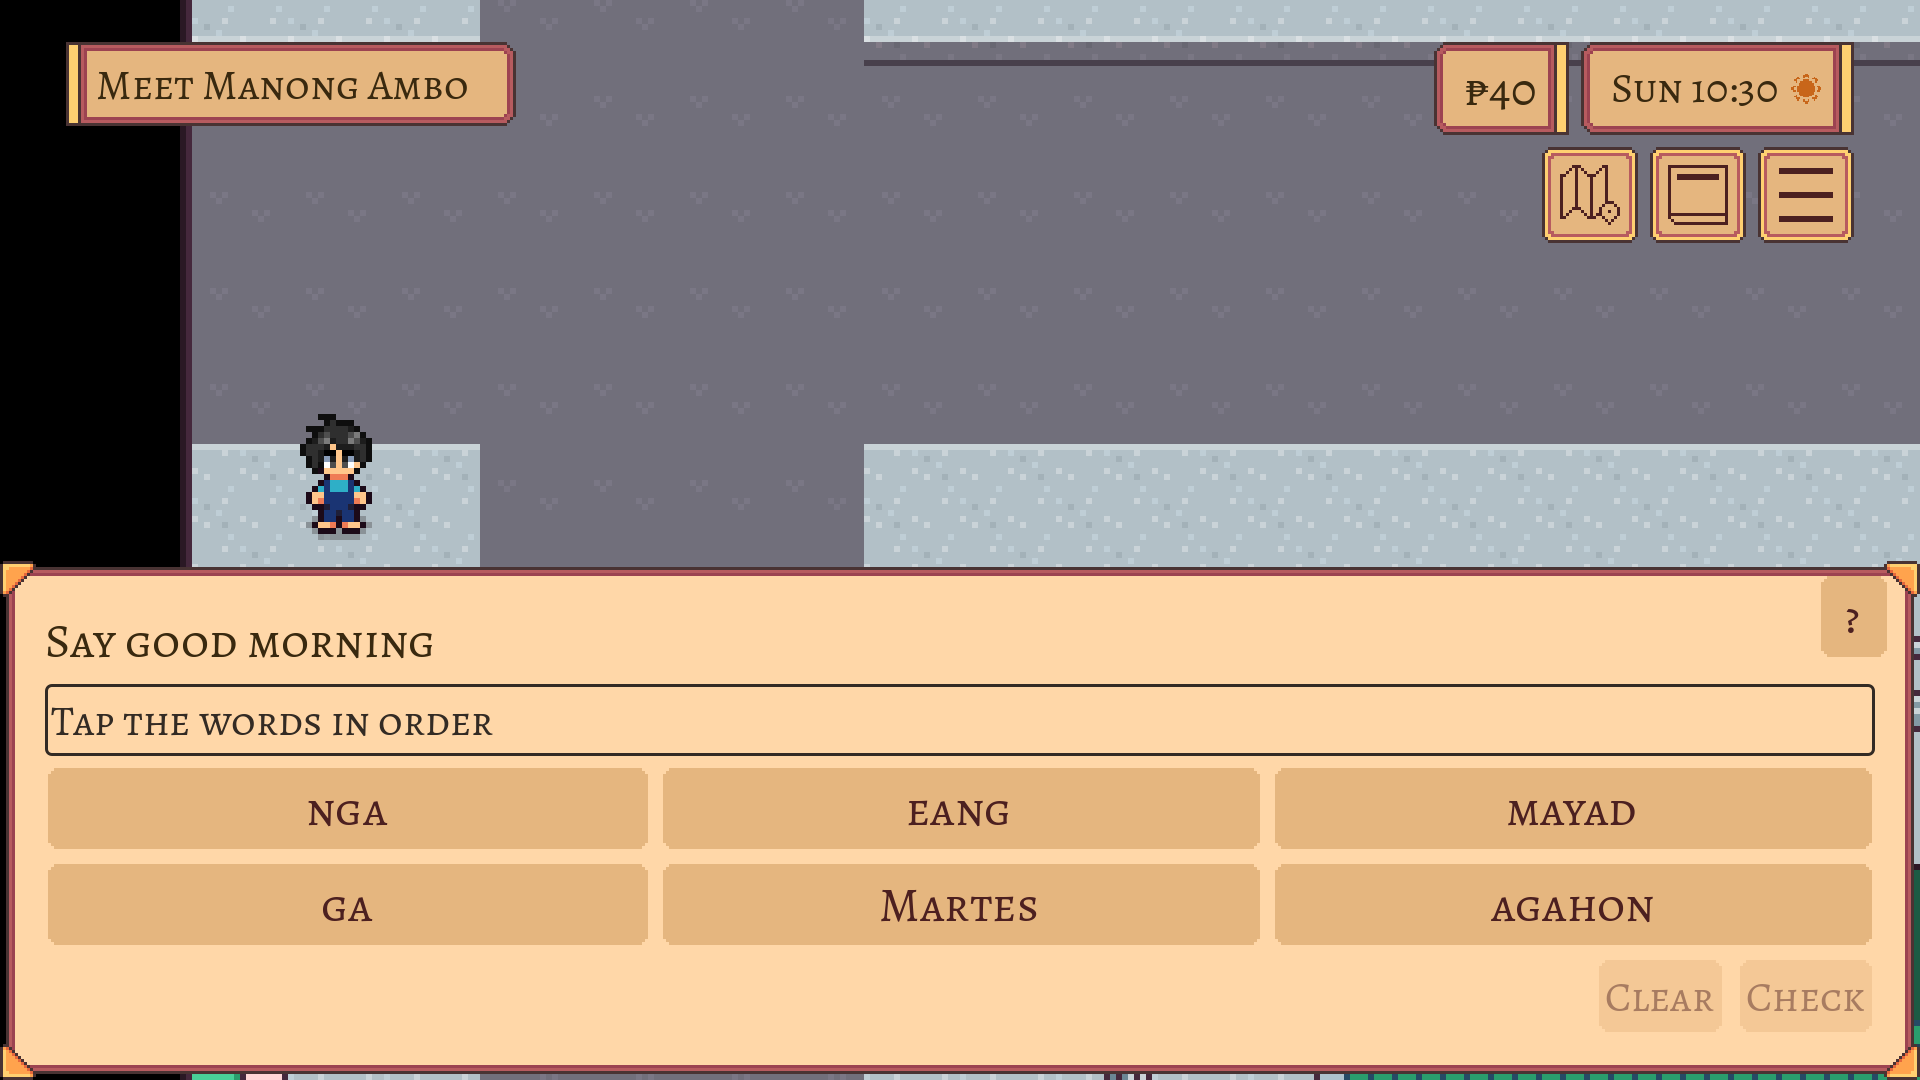 Meet Manong Ambo
₱40
Sun 10:30
Say good morning
?
Tap the words in order
nga
eang
mayad
ga
Martes
agahon
Clear
Check